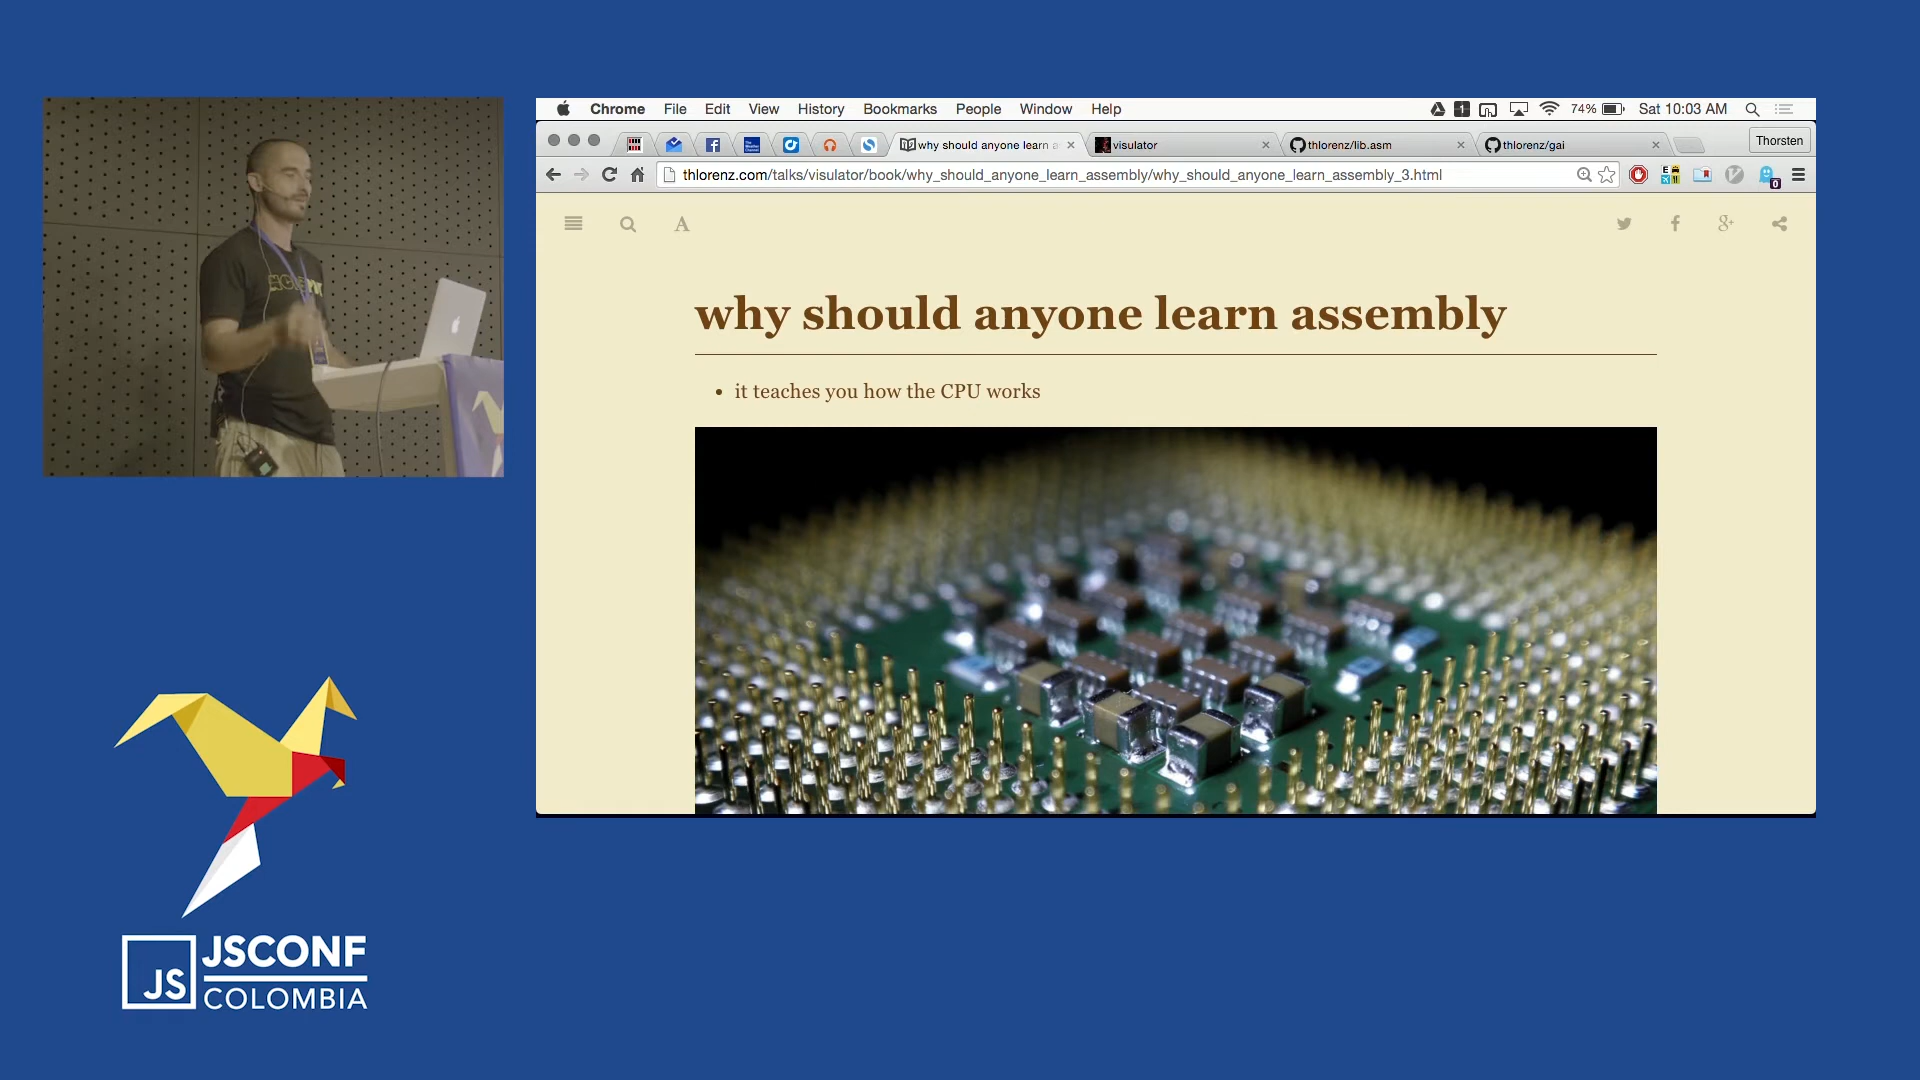 Chrome File Edit View History Bookmarks People Window Help
1 74% Sat 10:03 AM
why should anyone learn a
visulator
thlorenz/lib.asm
thlorenz/gai
Thorsten
thlorenz.com/talks/visulator/book/why_should_anyone_learn_assembly/why_should_anyone_learn_assembly_3.html
0
A
g+
why should anyone learn assembly
• it teaches you how the CPU works
JS
JSCONF
COLOMBIA